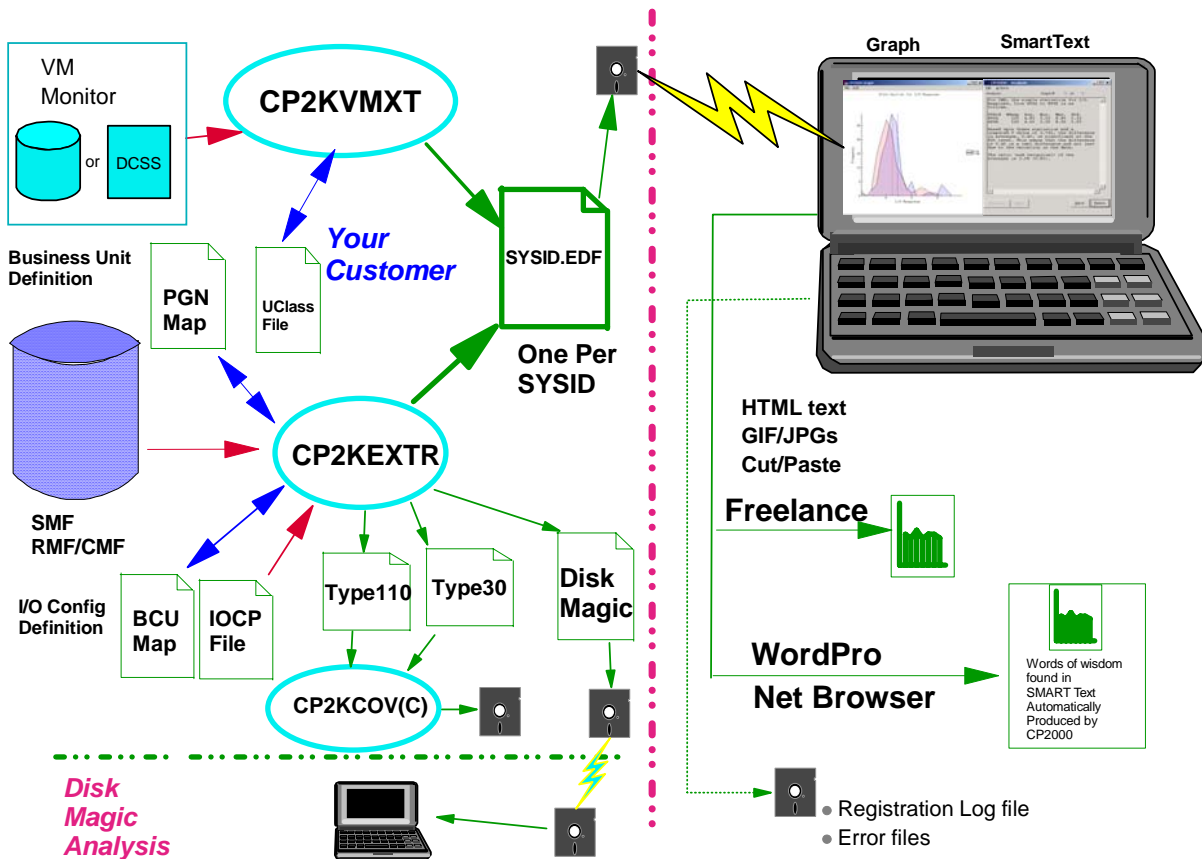 VM
Monitor
or
DCSS
CP2KVMXT
Your
Customer
Business Unit
Definition
PGN
Map
UClass
File
SYSID.EDF
One Per
SYSID
CP2KEXTR
SMF
RMF/CMF
I/O Config
Definition
BCU
Map
IOCP
File
Type110
Type30
Disk
Magic
CP2KCOV(C)
Disk
Magic
Analysis
Graph
SmartText
HTML text
GIF/JPGs
Cut/Paste
Freelance
WordPro
Net Browser
Words of wisdom
found in
SMART Text
Automatically
Produced by
CP2000
Registration Log file
Error files